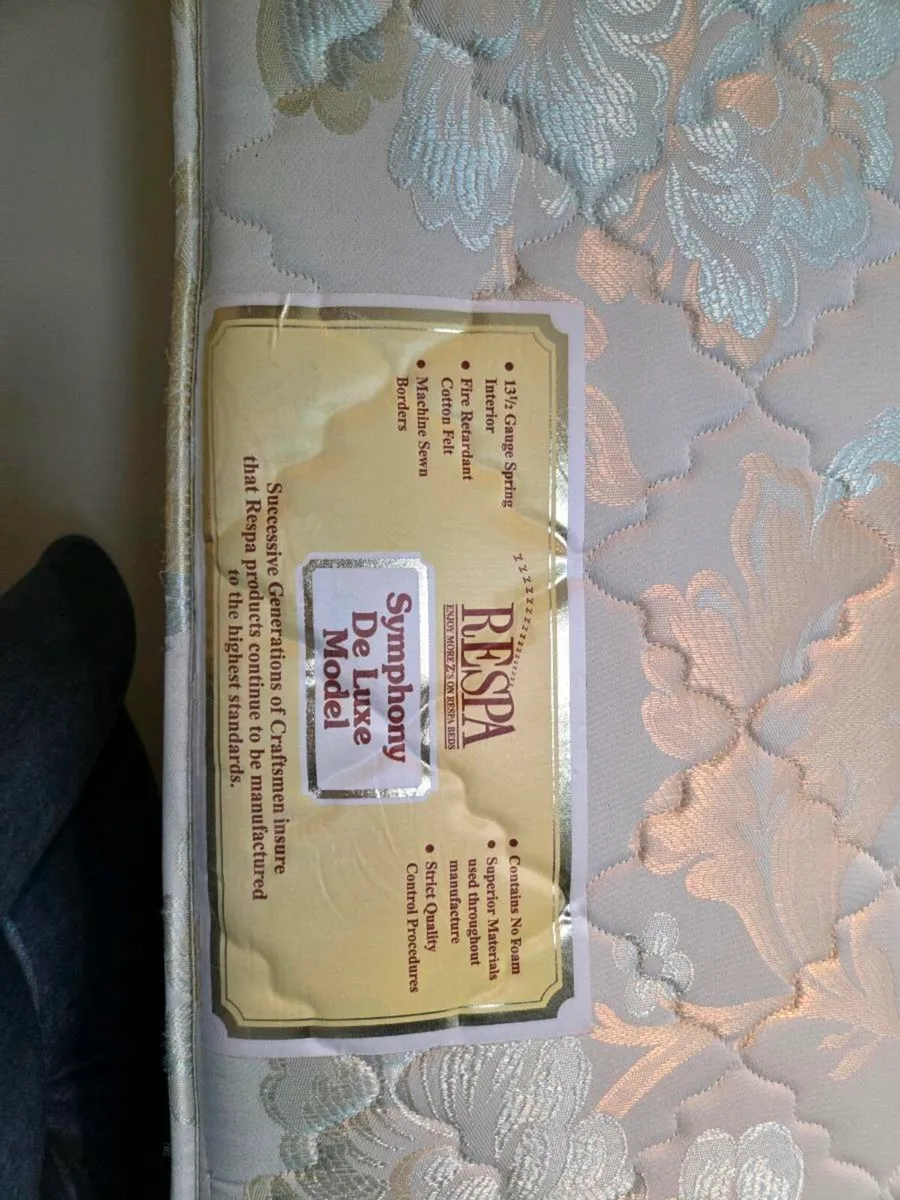 • 13½ Gauge Spring
Interior
• Fire Retardant
Cotton Felt
• Machine Sewn
Borders
zzzzzzzzzzzzzz
RESPA
ENJOY MORE Z'S ON RESPA BEDS
Symphony
De Luxe
Model
• Contains No Foam
• Superior Materials
used throughout
manufacture
• Strict Quality
Control Procedures
Successive Generations of Craftsmen insure
that Respa products continue to be manufactured
to the highest standards.